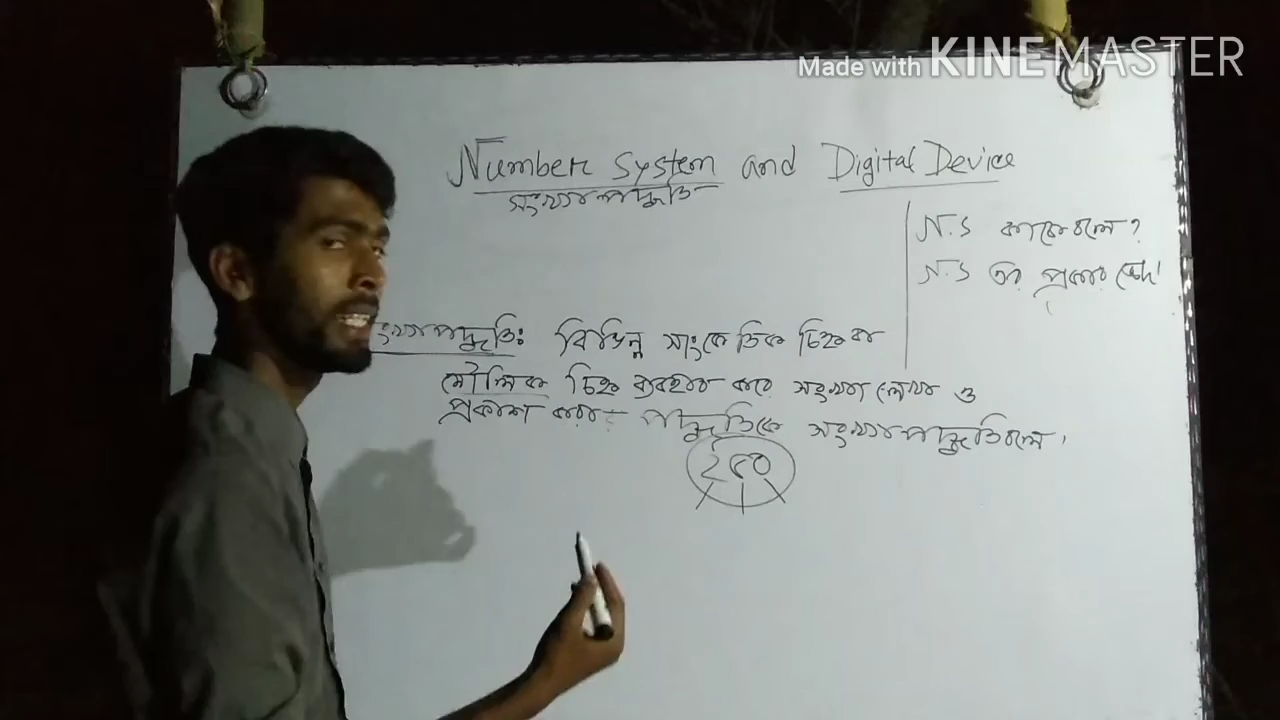 Made with KINEMASTER
Number System and Digital Device
সংখ্যা পদ্ধতি
N.S কাকে বলে?
N.S এর প্রকার ভেদ।
সংখ্যা পদ্ধতিঃ বিভিন্ন সাংকেতিক চিহ্ন বা
মৌলিক চিহ্ন ব্যবহার করে সংখ্যা লেখা ও
প্রকাশ করার পদ্ধতিকে সংখ্যা পদ্ধতি বলে।
২৫০